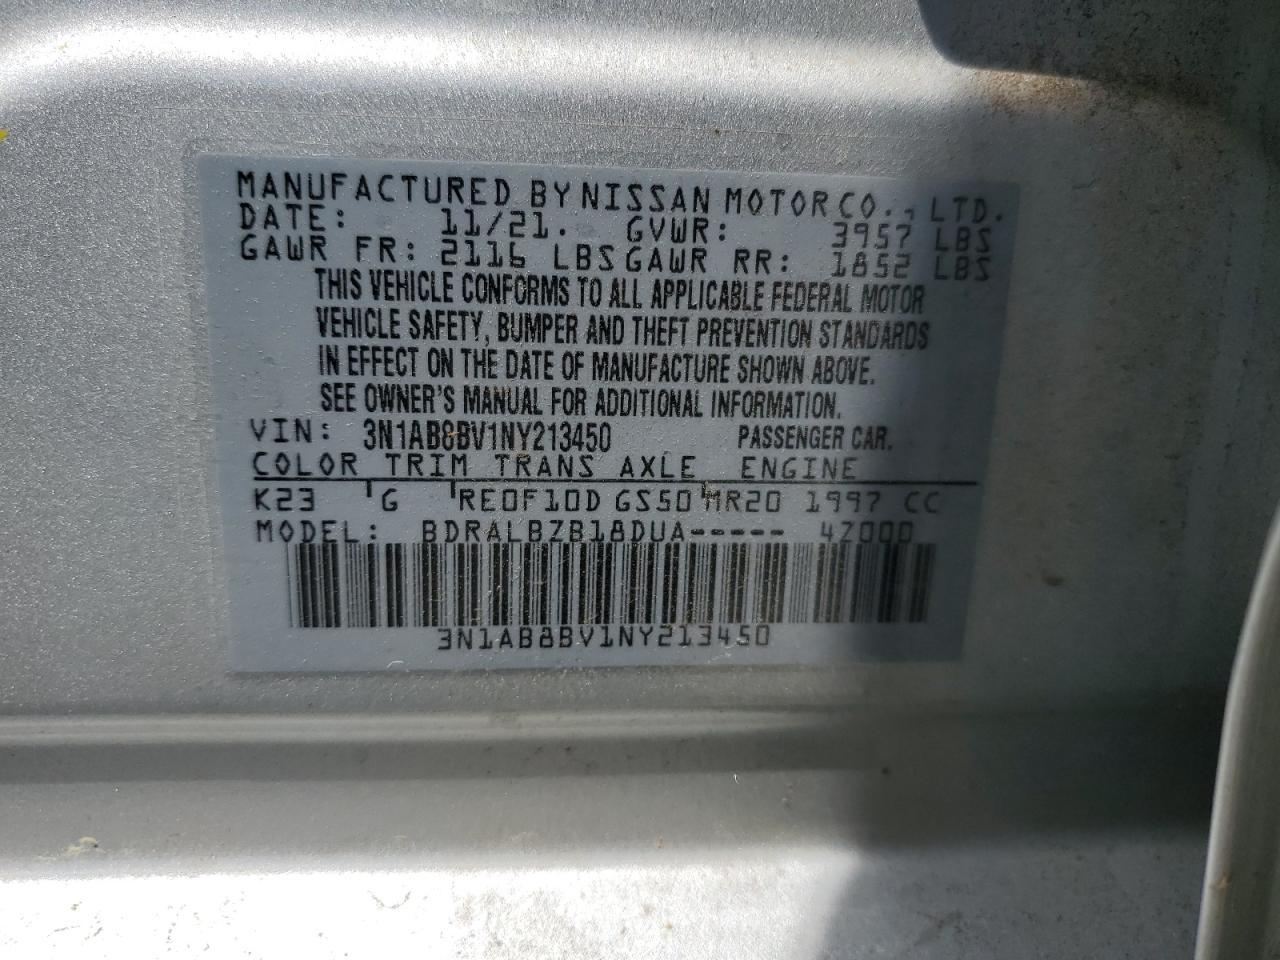 MANUFACTURED BY NISSAN MOTOR CO., LTD.
DATE: 11/21. GVWR: 3957 LBS
GAWR FR: 2116 LBS GAWR RR: 1852 LBS
THIS VEHICLE CONFORMS TO ALL APPLICABLE FEDERAL MOTOR
VEHICLE SAFETY, BUMPER AND THEFT PREVENTION STANDARDS
IN EFFECT ON THE DATE OF MANUFACTURE SHOWN ABOVE.
SEE OWNER'S MANUAL FOR ADDITIONAL INFORMATION.
VIN: 3N1AB8BV1NY213450 PASSENGER CAR.
COLOR TRIM TRANS AXLE ENGINE
K23 G RE0F10D GS50 MR20 1997 CC
MODEL: BDRALBZB18DUA----- 4Z000
3N1AB8BV1NY213450